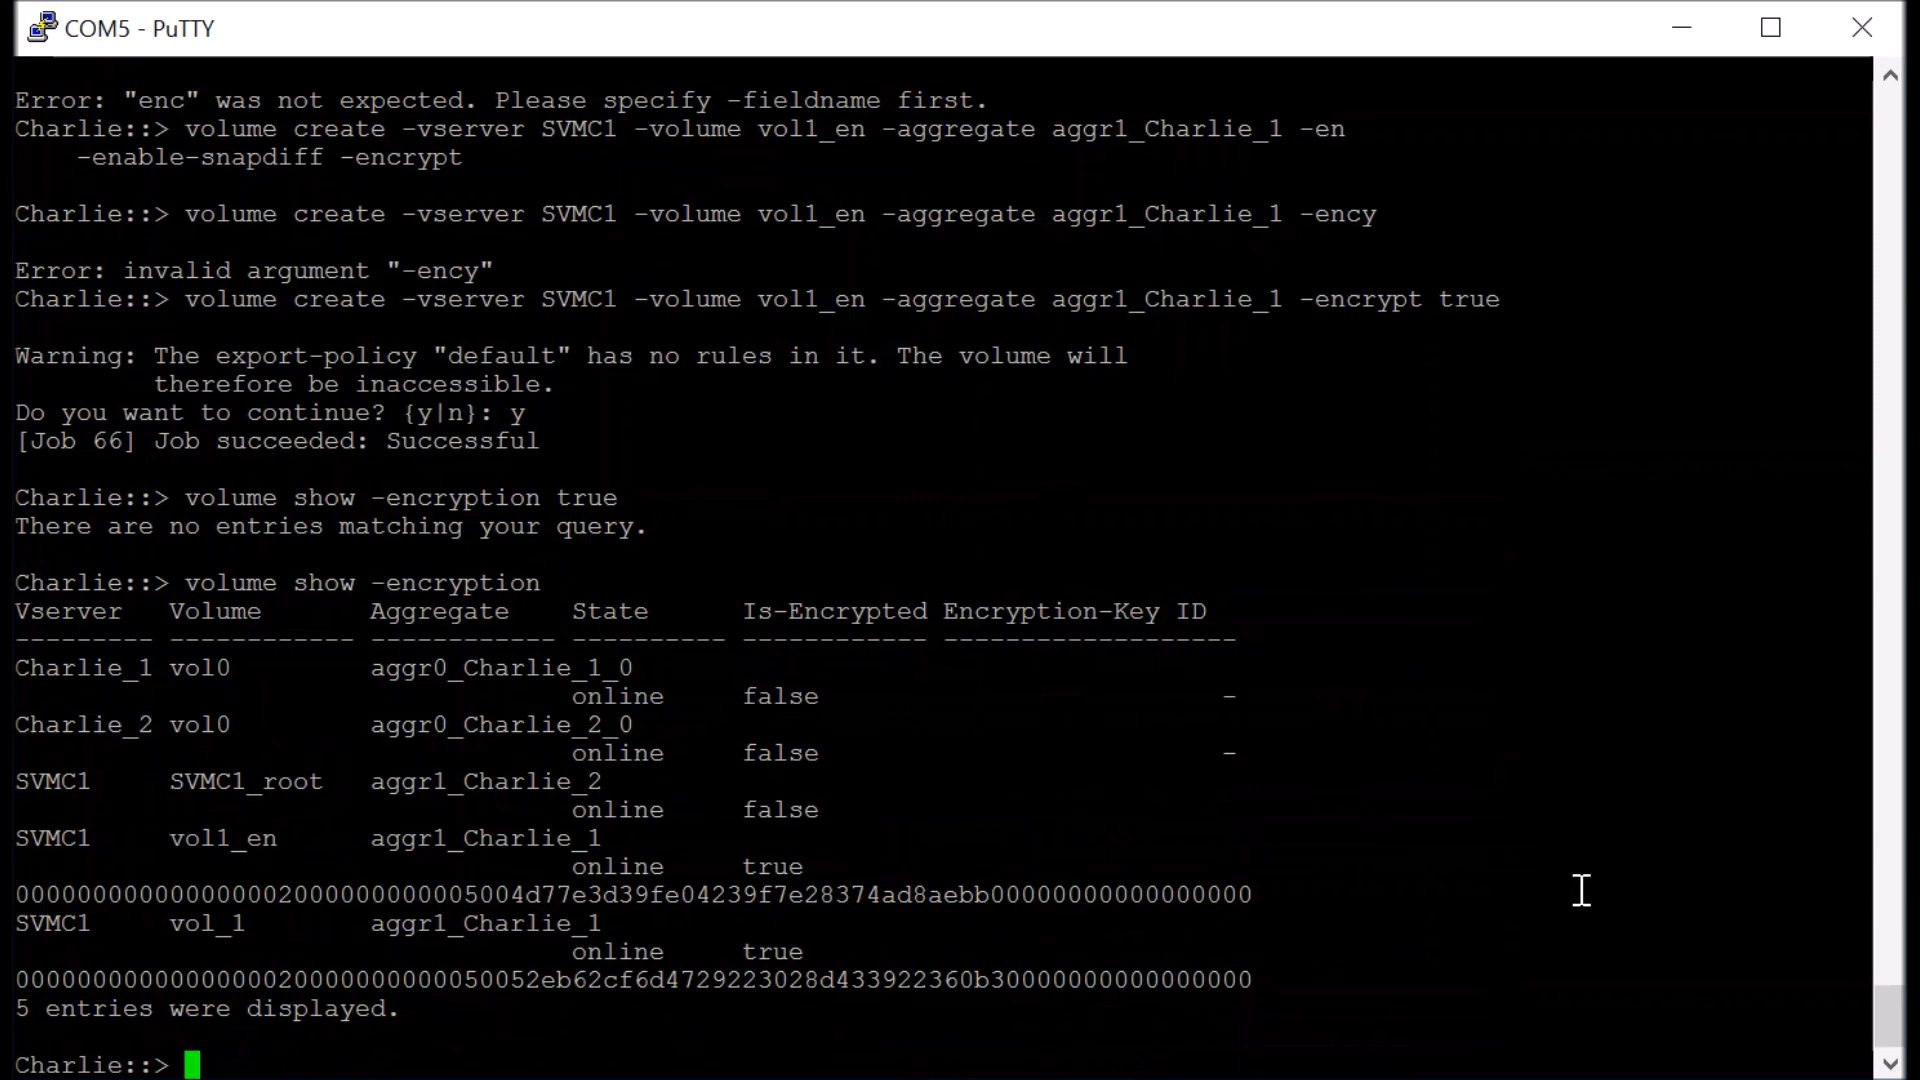 COM5 - PuTTY
Error: "enc" was not expected. Please specify -fieldname first.
Charlie::> volume create -vserver SVMC1 -volume vol1_en -aggregate aggr1_Charlie_1 -en
-enable-snapdiff -encrypt
Charlie::> volume create -vserver SVMC1 -volume vol1_en -aggregate aggr1_Charlie_1 -ency
Error: invalid argument "-ency"
Charlie::> volume create -vserver SVMC1 -volume vol1_en -aggregate aggr1_Charlie_1 -encrypt true
Warning: The export-policy "default" has no rules in it. The volume will
therefore be inaccessible.
Do you want to continue? {y|n}: y
[Job 66] Job succeeded: Successful
Charlie::> volume show -encryption true
There are no entries matching your query.
Charlie::> volume show -encryption
Vserver Volume Aggregate State Is-Encrypted Encryption-Key ID
--------- ------------ ------------ ---------- ------------ -------------------
Charlie_1 vol0 aggr0_Charlie_1_0
online false -
Charlie_2 vol0 aggr0_Charlie_2_0
online false -
SVMC1 SVMC1_root aggr1_Charlie_2
online false
SVMC1 vol1_en aggr1_Charlie_1
online true
000000000000000002000000000005004d77e3d39fe04239f7e28374ad8aebb00000000000000000
SVMC1 vol_1 aggr1_Charlie_1
online true
000000000000000002000000000000050052eb62cf6d4729223028d433922360b30000000000000000
5 entries were displayed.
Charlie::>